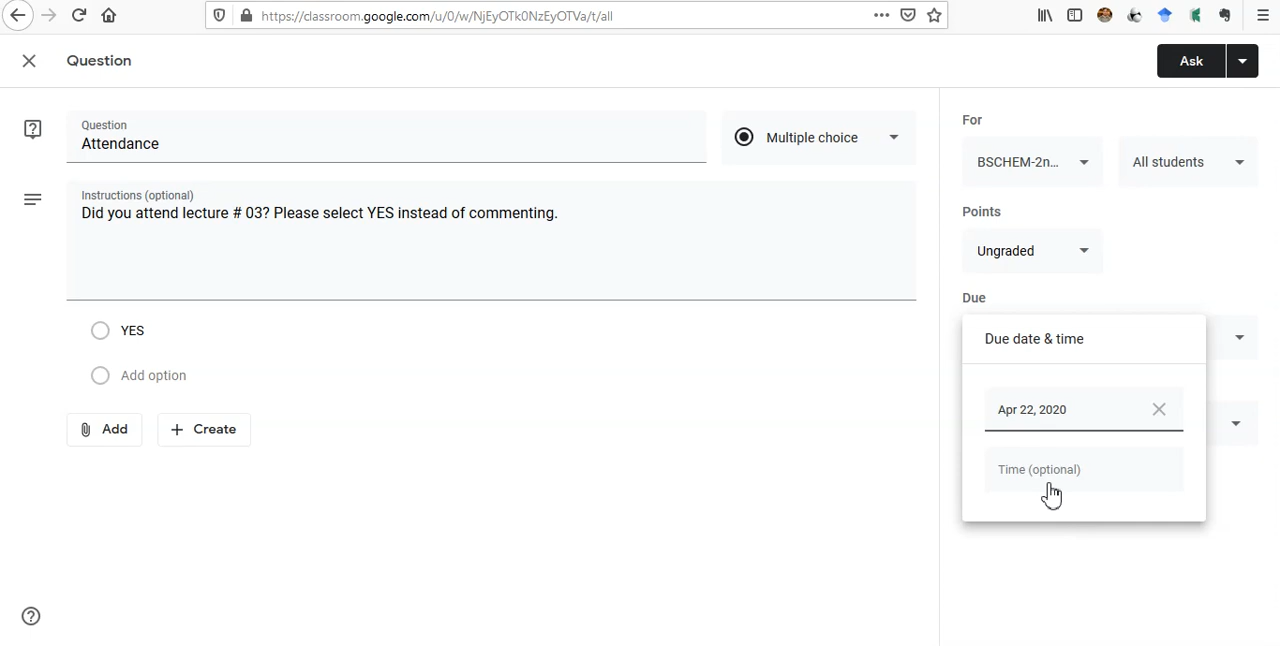 https://classroom.google.com/u/0/w/NjEyOTk0NzEyOTVa/t/all
Question
Ask
Question
Attendance
Multiple choice
Instructions (optional)
Did you attend lecture # 03? Please select YES instead of commenting.
YES
Add option
Add
Create
For
BSCHEM-2n...
All students
Points
Ungraded
Due
Due date & time
Apr 22, 2020
Time (optional)